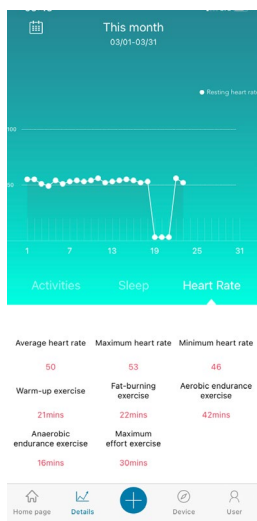 This month
03/01-03/31
Resting heart rate
100
50
1 7 13 19 25 31
Activities Sleep Heart Rate
Average heart rate Maximum heart rate Minimum heart rate
50 53 46
Warm-up exercise Fat-burning exercise Aerobic endurance exercise
21mins 22mins 42mins
Anaerobic endurance exercise Maximum effort exercise
16mins 30mins
Home page Details Device User